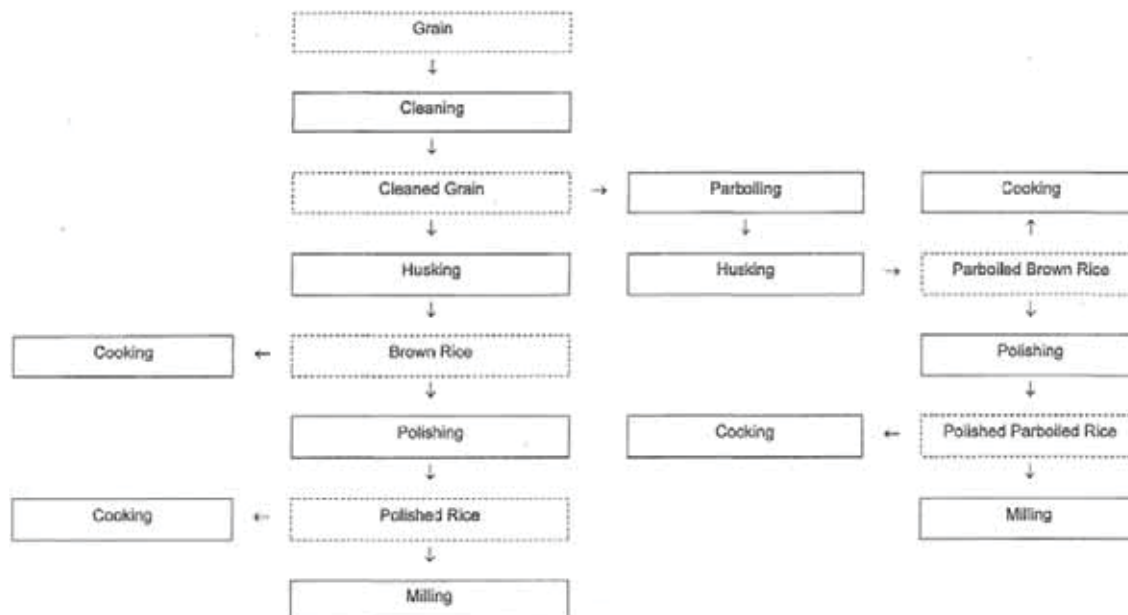 Grain
↓
Cleaning
↓
Cleaned Grain → Parboiling Cooking
↓ ↓ ↑
Husking Husking → Parboiled Brown Rice
↓ ↓
Cooking ← Brown Rice Polishing
↓ ↓
Polishing Cooking ← Polished Parboiled Rice
↓ ↓
Cooking ← Polished Rice Milling
↓
Milling